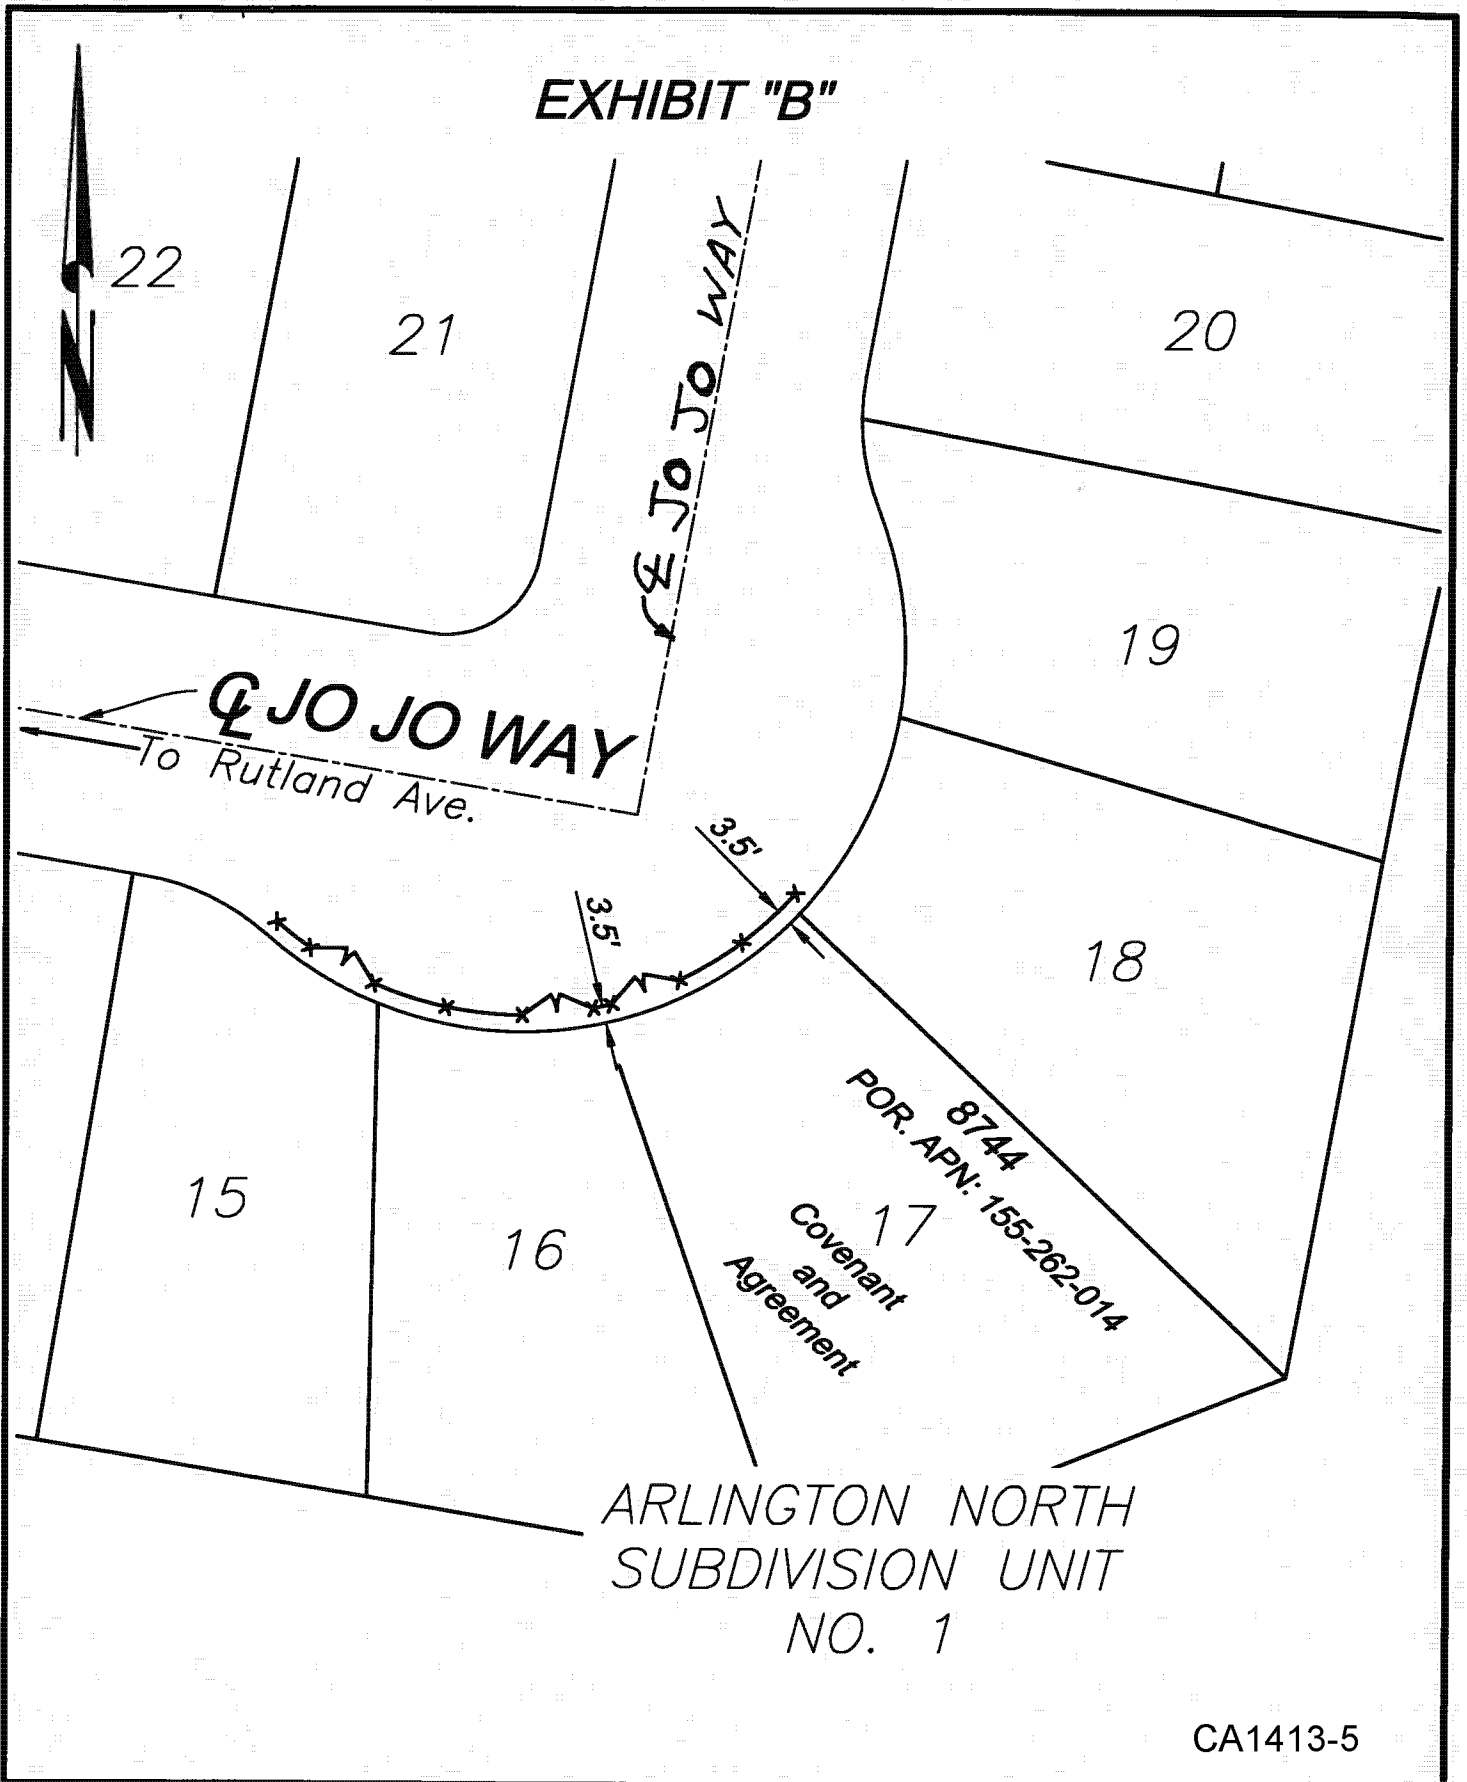 EXHIBIT "B"
N
22
21
20
℄ JO JO WAY
19
℄ JO JO WAY
To Rutland Ave.
3.5'
3.5'
18
8744
POR. APN: 155-262-014
15
16
17
Covenant
and
Agreement
ARLINGTON NORTH
SUBDIVISION UNIT
NO. 1
CA1413-5